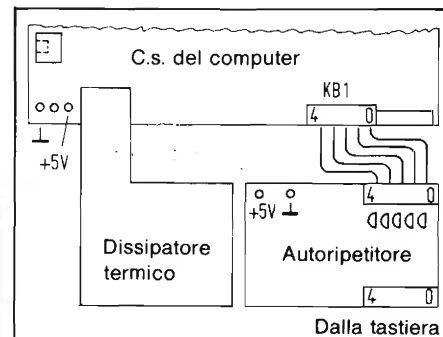 C.s. del computer
KB1
4 0
+5V
4 0
+5V
Dissipatore
termico
Autoripetitore
4 0
Dalla tastiera